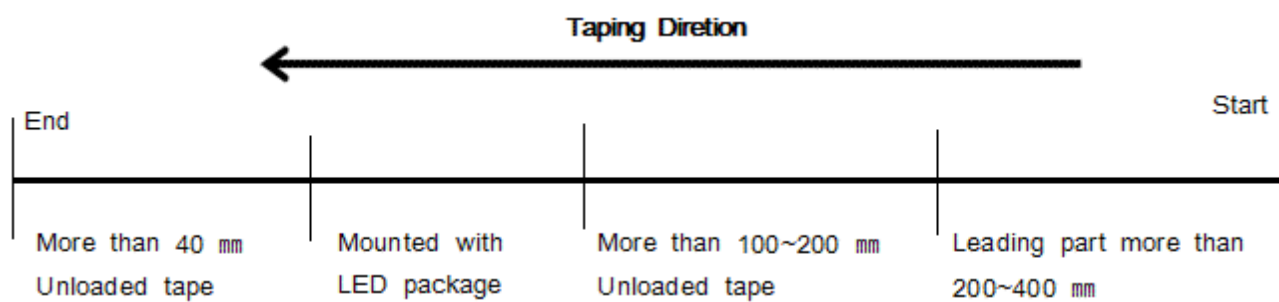 Taping Diretion
End
Start
More than 40 ㎜
Unloaded tape
Mounted with
LED package
More than 100~200 ㎜
Unloaded tape
Leading part more than
200~400 ㎜